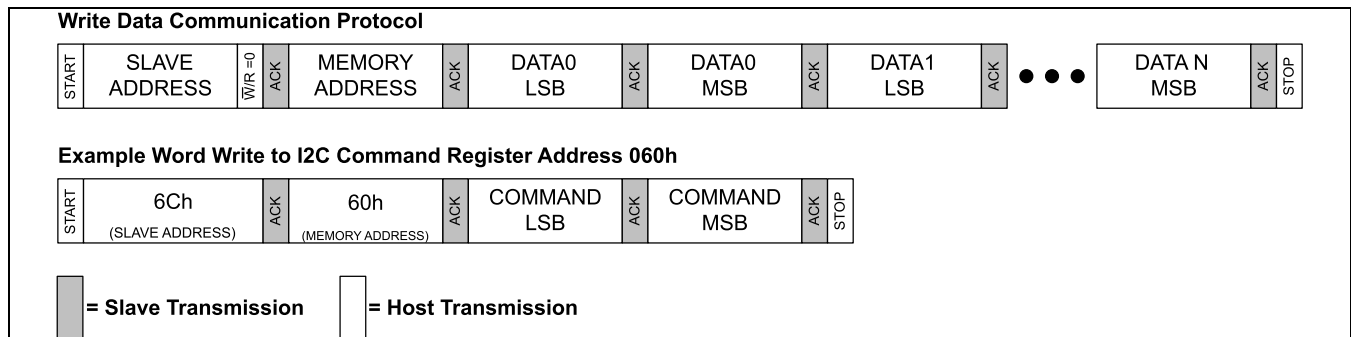 Write Data Communication Protocol
START SLAVE ADDRESS W̅/R =0 ACK MEMORY ADDRESS ACK DATA0 LSB ACK DATA0 MSB ACK DATA1 LSB ACK ●●● DATA N MSB ACK STOP
Example Word Write to I2C Command Register Address 060h
START 6Ch (SLAVE ADDRESS) ACK 60h (MEMORY ADDRESS) ACK COMMAND LSB ACK COMMAND MSB ACK STOP
= Slave Transmission = Host Transmission